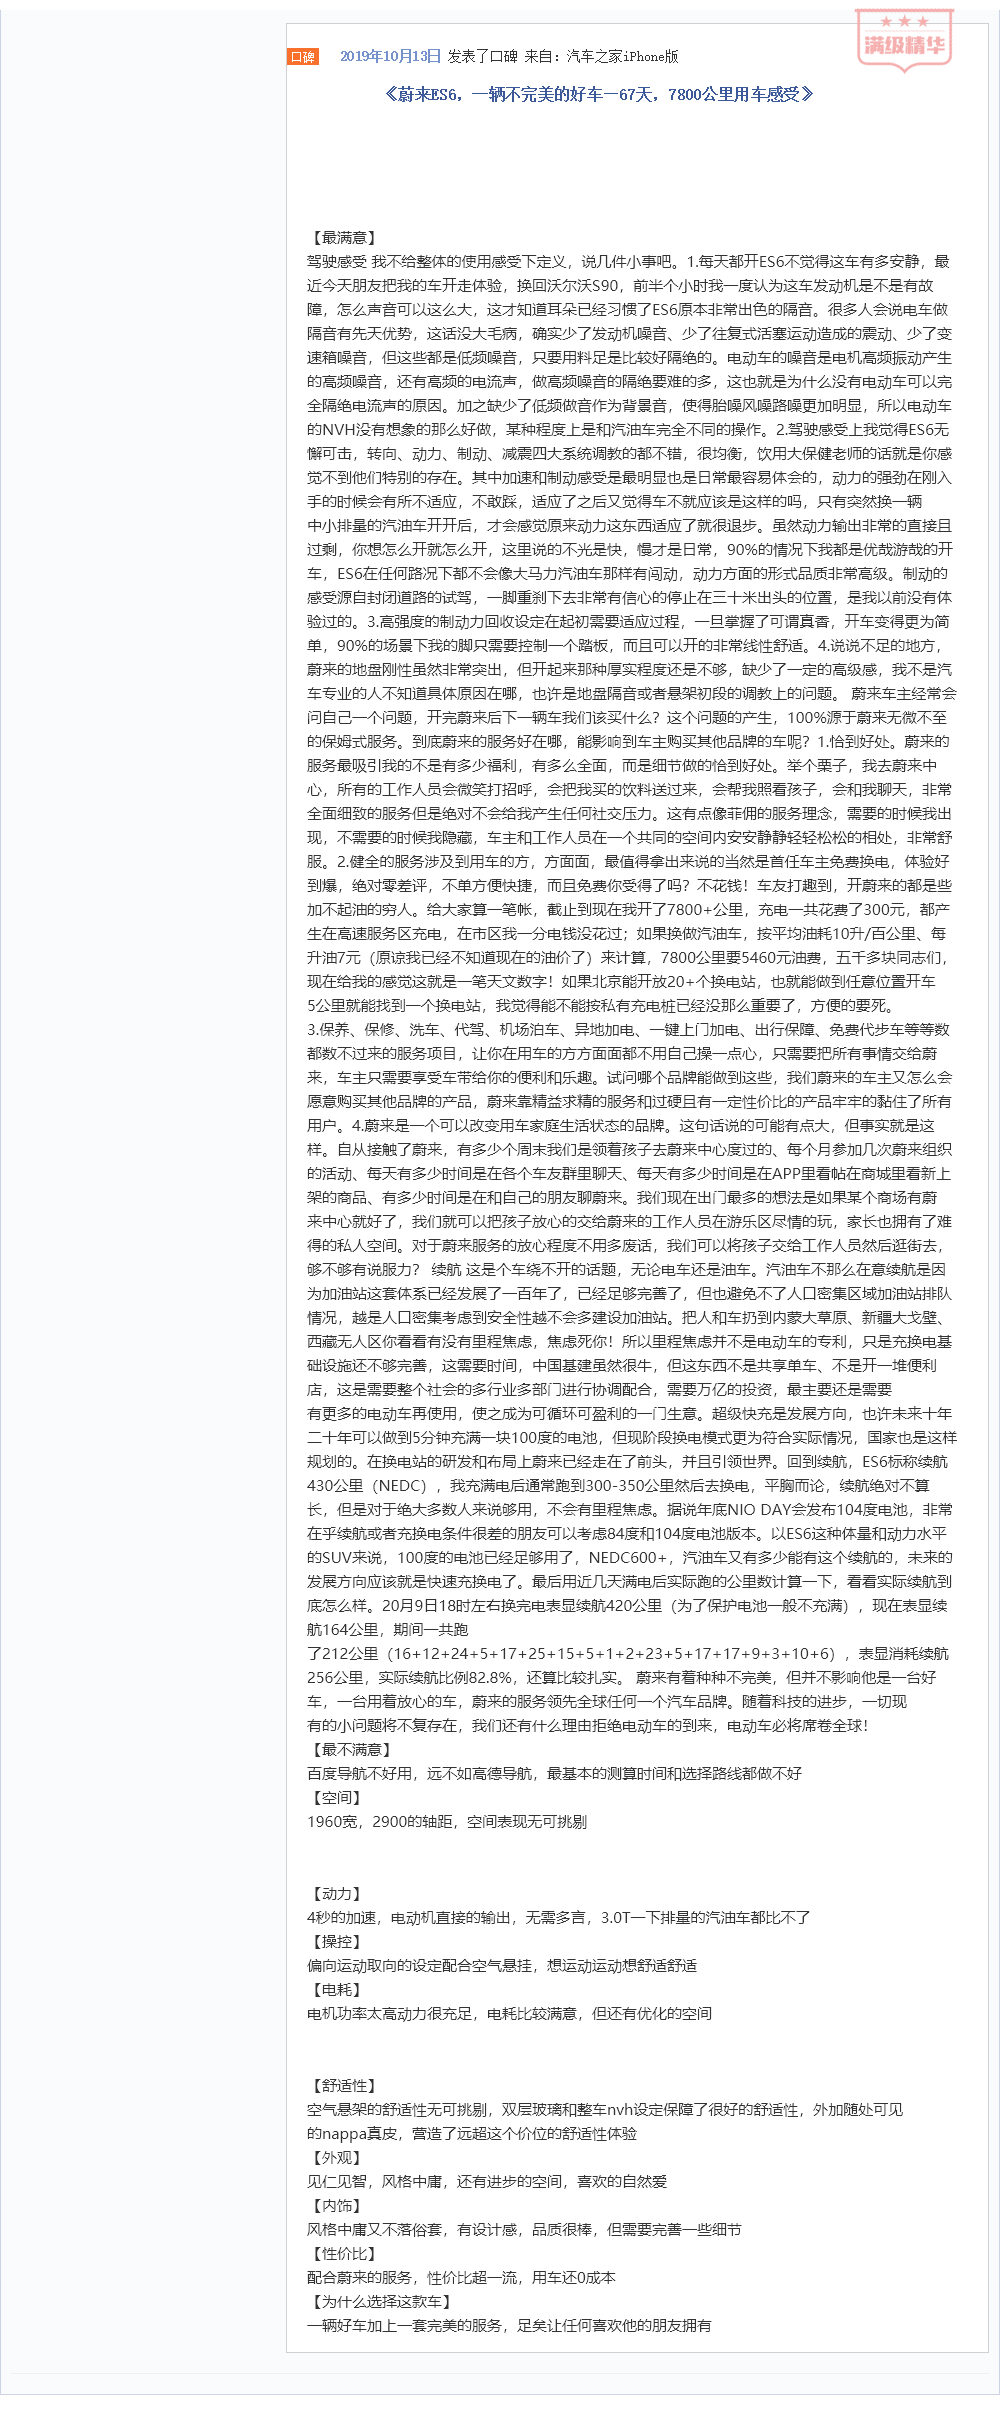 满级精华
口碑 2019年10月13日 发表了口碑 来自：汽车之家iPhone版
《蔚来ES6，一辆不完美的好车—67天，7800公里用车感受》
【最满意】
驾驶感受 我不给整体的使用感受下定义，说几件小事吧。1.每天都开ES6不觉得这车有多安静，最
近今天朋友把我的车开走体验，换回沃尔沃S90，前半个小时我一度认为这车发动机是不是有故
障，怎么声音可以这么大，这才知道耳朵已经习惯了ES6原本非常出色的隔音。很多人会说电车做
隔音有先天优势，这话没大毛病，确实少了发动机噪音、少了往复式活塞运动造成的震动、少了变
速箱噪音，但这些都是低频噪音，只要用料足是比较好隔绝的。电动车的噪音是电机高频振动产生
的高频噪音，还有高频的电流声，做高频噪音的隔绝要难的多，这也就是为什么没有电动车可以完
全隔绝电流声的原因。加之缺少了低频做音作为背景音，使得胎噪风噪路噪更加明显，所以电动车
的NVH没有想象的那么好做，某种程度上是和汽油车完全不同的操作。2.驾驶感受上我觉得ES6无
懈可击，转向、动力、制动、减震四大系统调教的都不错，很均衡，饮用大保健老师的话就是你感
觉不到他们特别的存在。其中加速和制动感受是最明显也是日常最容易体会的，动力的强劲在刚入
手的时候会有所不适应，不敢踩，适应了之后又觉得车不就应该是这样的吗，只有突然换一辆
中小排量的汽油车开开后，才会感觉原来动力这东西适应了就很退步。虽然动力输出非常的直接且
过剩，你想怎么开就怎么开，这里说的不光是快，慢才是日常，90%的情况下我都是优哉游哉的开
车，ES6在任何路况下都不会像大马力汽油车那样有闯动，动力方面的形式品质非常高级。制动的
感受源自封闭道路的试驾，一脚重刹下去非常有信心的停止在三十米出头的位置，是我以前没有体
验过的。3.高强度的制动力回收设定在起初需要适应过程，一旦掌握了可谓真香，开车变得更为简
单，90%的场景下我的脚只需要控制一个踏板，而且可以开的非常线性舒适。4.说说不足的地方，
蔚来的地盘刚性虽然非常突出，但开起来那种厚实程度还是不够，缺少了一定的高级感，我不是汽
车专业的人不知道具体原因在哪，也许是地盘隔音或者悬架初段的调教上的问题。 蔚来车主经常会
问自己一个问题，开完蔚来后下一辆车我们该买什么？这个问题的产生，100%源于蔚来无微不至
的保姆式服务。到底蔚来的服务好在哪，能影响到车主购买其他品牌的车呢？1.恰到好处。蔚来的
服务最吸引我的不是有多少福利，有多么全面，而是细节做的恰到好处。举个栗子，我去蔚来中
心，所有的工作人员会微笑打招呼，会把我买的饮料送过来，会帮我照看孩子，会和我聊天，非常
全面细致的服务但是绝对不会给我产生任何社交压力。这有点像菲佣的服务理念，需要的时候我出
现，不需要的时候我隐藏，车主和工作人员在一个共同的空间内安安静静轻轻松松的相处，非常舒
服。2.健全的服务涉及到用车的方，方面面，最值得拿出来说的当然是首任车主免费换电，体验好
到爆，绝对零差评，不单方便快捷，而且免费你受得了吗？不花钱！车友打趣到，开蔚来的都是些
加不起油的穷人。给大家算一笔帐，截止到现在我开了7800+公里，充电一共花费了300元，都产
生在高速服务区充电，在市区我一分电钱没花过；如果换做汽油车，按平均油耗10升/百公里、每
升油7元（原谅我已经不知道现在的油价了）来计算，7800公里要5460元油费，五千多块同志们，
现在给我的感觉这就是一笔天文数字！如果北京能开放20+个换电站，也就能做到任意位置开车
5公里就能找到一个换电站，我觉得能不能按私有充电桩已经没那么重要了，方便的要死。
3.保养、保修、洗车、代驾、机场泊车、异地加电、一键上门加电、出行保障、免费代步车等等数
都数不过来的服务项目，让你在用车的方方面面都不用自己操一点心，只需要把所有事情交给蔚
来，车主只需要享受车带给你的便利和乐趣。试问哪个品牌能做到这些，我们蔚来的车主又怎么会
愿意购买其他品牌的产品，蔚来靠精益求精的服务和过硬且有一定性价比的产品牢牢的黏住了所有
用户。4.蔚来是一个可以改变用车家庭生活状态的品牌。这句话说的可能有点大，但事实就是这
样。自从接触了蔚来，有多少个周末我们是领着孩子去蔚来中心度过的、每个月参加几次蔚来组织
的活动、每天有多少时间是在各个车友群里聊天、每天有多少时间是在APP里看帖在商城里看新上
架的商品、有多少时间是在和自己的朋友聊蔚来。我们现在出门最多的想法是如果某个商场有蔚
来中心就好了，我们就可以把孩子放心的交给蔚来的工作人员在游乐区尽情的玩，家长也拥有了难
得的私人空间。对于蔚来服务的放心程度不用多废话，我们可以将孩子交给工作人员然后逛街去，
够不够有说服力？ 续航 这是个车绕不开的话题，无论电车还是油车。汽油车不那么在意续航是因
为加油站这套体系已经发展了一百年了，已经足够完善了，但也避免不了人口密集区域加油站排队
情况，越是人口密集考虑到安全性越不会多建设加油站。把人和车扔到内蒙大草原、新疆大戈壁、
西藏无人区你看看有没有里程焦虑，焦虑死你！所以里程焦虑并不是电动车的专利，只是充换电基
础设施还不够完善，这需要时间，中国基建虽然很牛，但这东西不是共享单车、不是开一堆便利
店，这是需要整个社会的多行业多部门进行协调配合，需要万亿的投资，最主要还是需要
有更多的电动车再使用，使之成为可循环可盈利的一门生意。超级快充是发展方向，也许未来十年
二十年可以做到5分钟充满一块100度的电池，但现阶段换电模式更为符合实际情况，国家也是这样
规划的。在换电站的研发和布局上蔚来已经走在了前头，并且引领世界。回到续航，ES6标称续航
430公里（NEDC），我充满电后通常跑到300-350公里然后去换电，平胸而论，续航绝对不算
长，但是对于绝大多数人来说够用，不会有里程焦虑。据说年底NIO DAY会发布104度电池，非常
在乎续航或者充换电条件很差的朋友可以考虑84度和104度电池版本。以ES6这种体量和动力水平
的SUV来说，100度的电池已经足够用了，NEDC600+，汽油车又有多少能有这个续航的，未来的
发展方向应该就是快速充换电了。最后用近几天满电后实际跑的公里数计算一下，看看实际续航到
底怎么样。20月9日18时左右换完电表显续航420公里（为了保护电池一般不充满），现在表显续
航164公里，期间一共跑
了212公里（16+12+24+5+17+25+15+5+1+2+23+5+17+17+9+3+10+6），表显消耗续航
256公里，实际续航比例82.8%，还算比较扎实。 蔚来有着种种不完美，但并不影响他是一台好
车，一台用着放心的车，蔚来的服务领先全球任何一个汽车品牌。随着科技的进步，一切现
有的小问题将不复存在，我们还有什么理由拒绝电动车的到来，电动车必将席卷全球！
【最不满意】
百度导航不好用，远不如高德导航，最基本的测算时间和选择路线都做不好
【空间】
1960宽，2900的轴距，空间表现无可挑剔
【动力】
4秒的加速，电动机直接的输出，无需多言，3.0T一下排量的汽油车都比不了
【操控】
偏向运动取向的设定配合空气悬挂，想运动运动想舒适舒适
【电耗】
电机功率太高动力很充足，电耗比较满意，但还有优化的空间
【舒适性】
空气悬架的舒适性无可挑剔，双层玻璃和整车nvh设定保障了很好的舒适性，外加随处可见
的nappa真皮，营造了远超这个价位的舒适性体验
【外观】
见仁见智，风格中庸，还有进步的空间，喜欢的自然爱
【内饰】
风格中庸又不落俗套，有设计感，品质很棒，但需要完善一些细节
【性价比】
配合蔚来的服务，性价比超一流，用车还0成本
【为什么选择这款车】
一辆好车加上一套完美的服务，足矣让任何喜欢他的朋友拥有